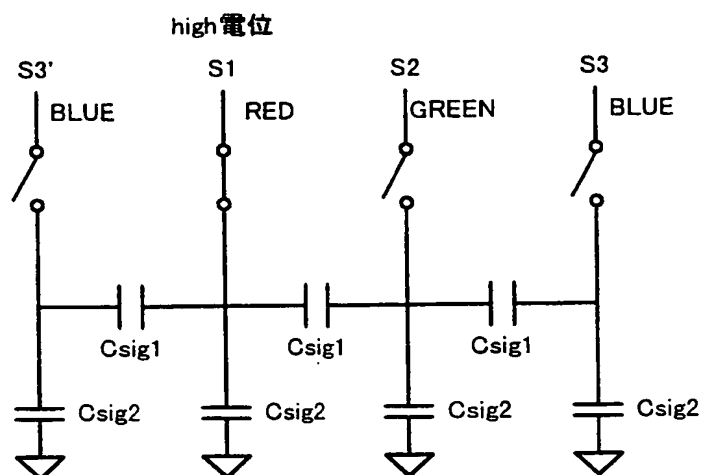 high電位
S3' S1 S2 S3
BLUE RED GREEN BLUE
Csig1 Csig1 Csig1
Csig2 Csig2 Csig2 Csig2